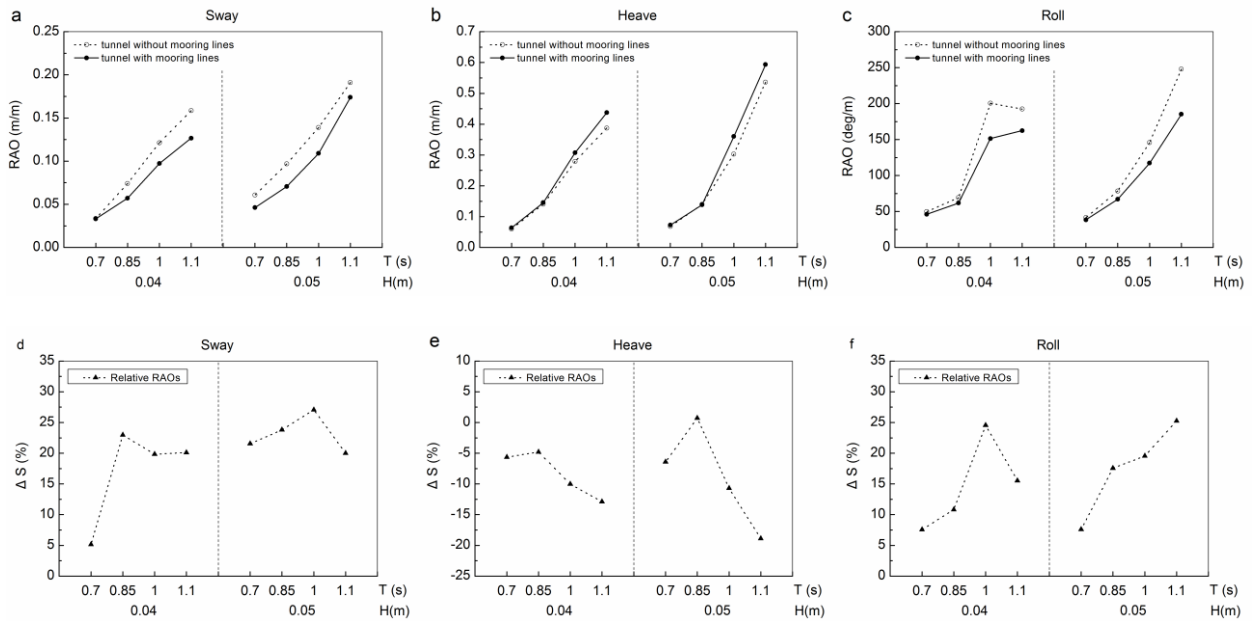 a
Sway
tunnel without mooring lines
tunnel with mooring lines
RAO (m/m)
0.25
0.20
0.15
0.10
0.05
0.00
0.7 0.85 1 1.1 0.7 0.85 1 1.1 T (s)
0.04 0.05 H(m)
b
Heave
tunnel without mooring lines
tunnel with mooring lines
RAO (m/m)
0.7
0.6
0.5
0.4
0.3
0.2
0.1
0.0
0.7 0.85 1 1.1 0.7 0.85 1 1.1 T (s)
0.04 0.05 H(m)
c
Roll
tunnel without mooring lines
tunnel with mooring lines
RAO (deg/m)
300
250
200
150
100
50
0
0.7 0.85 1 1.1 0.7 0.85 1 1.1 T (s)
0.04 0.05 H(m)
d
Sway
Relative RAOs
Δ S (%)
35
30
25
20
15
10
5
0
0.7 0.85 1 1.1 0.7 0.85 1 1.1 T (s)
0.04 0.05 H(m)
e
Heave
Relative RAOs
Δ S (%)
10
5
0
-5
-10
-15
-20
-25
0.7 0.85 1 1.1 0.7 0.85 1 1.1 T (s)
0.04 0.05 H(m)
f
Roll
Relative RAOs
Δ S (%)
35
30
25
20
15
10
5
0
0.7 0.85 1 1.1 0.7 0.85 1 1.1 T (s)
0.04 0.05 H(m)